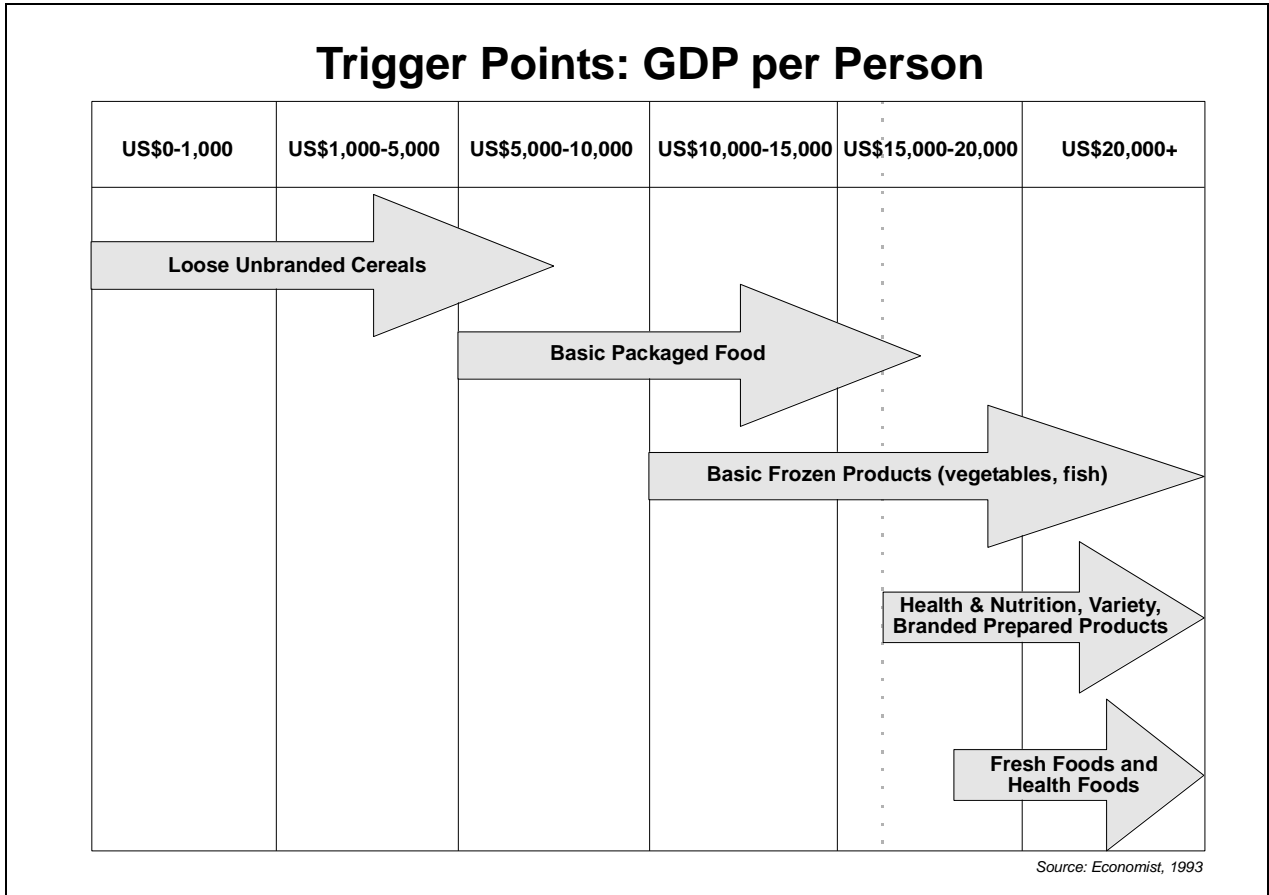 Trigger Points: GDP per Person
US$0-1,000
US$1,000-5,000
US$5,000-10,000
US$10,000-15,000
US$15,000-20,000
US$20,000+
Loose Unbranded Cereals
Basic Packaged Food
Basic Frozen Products (vegetables, fish)
Health & Nutrition, Variety,
Branded Prepared Products
Fresh Foods and
Health Foods
Source: Economist, 1993